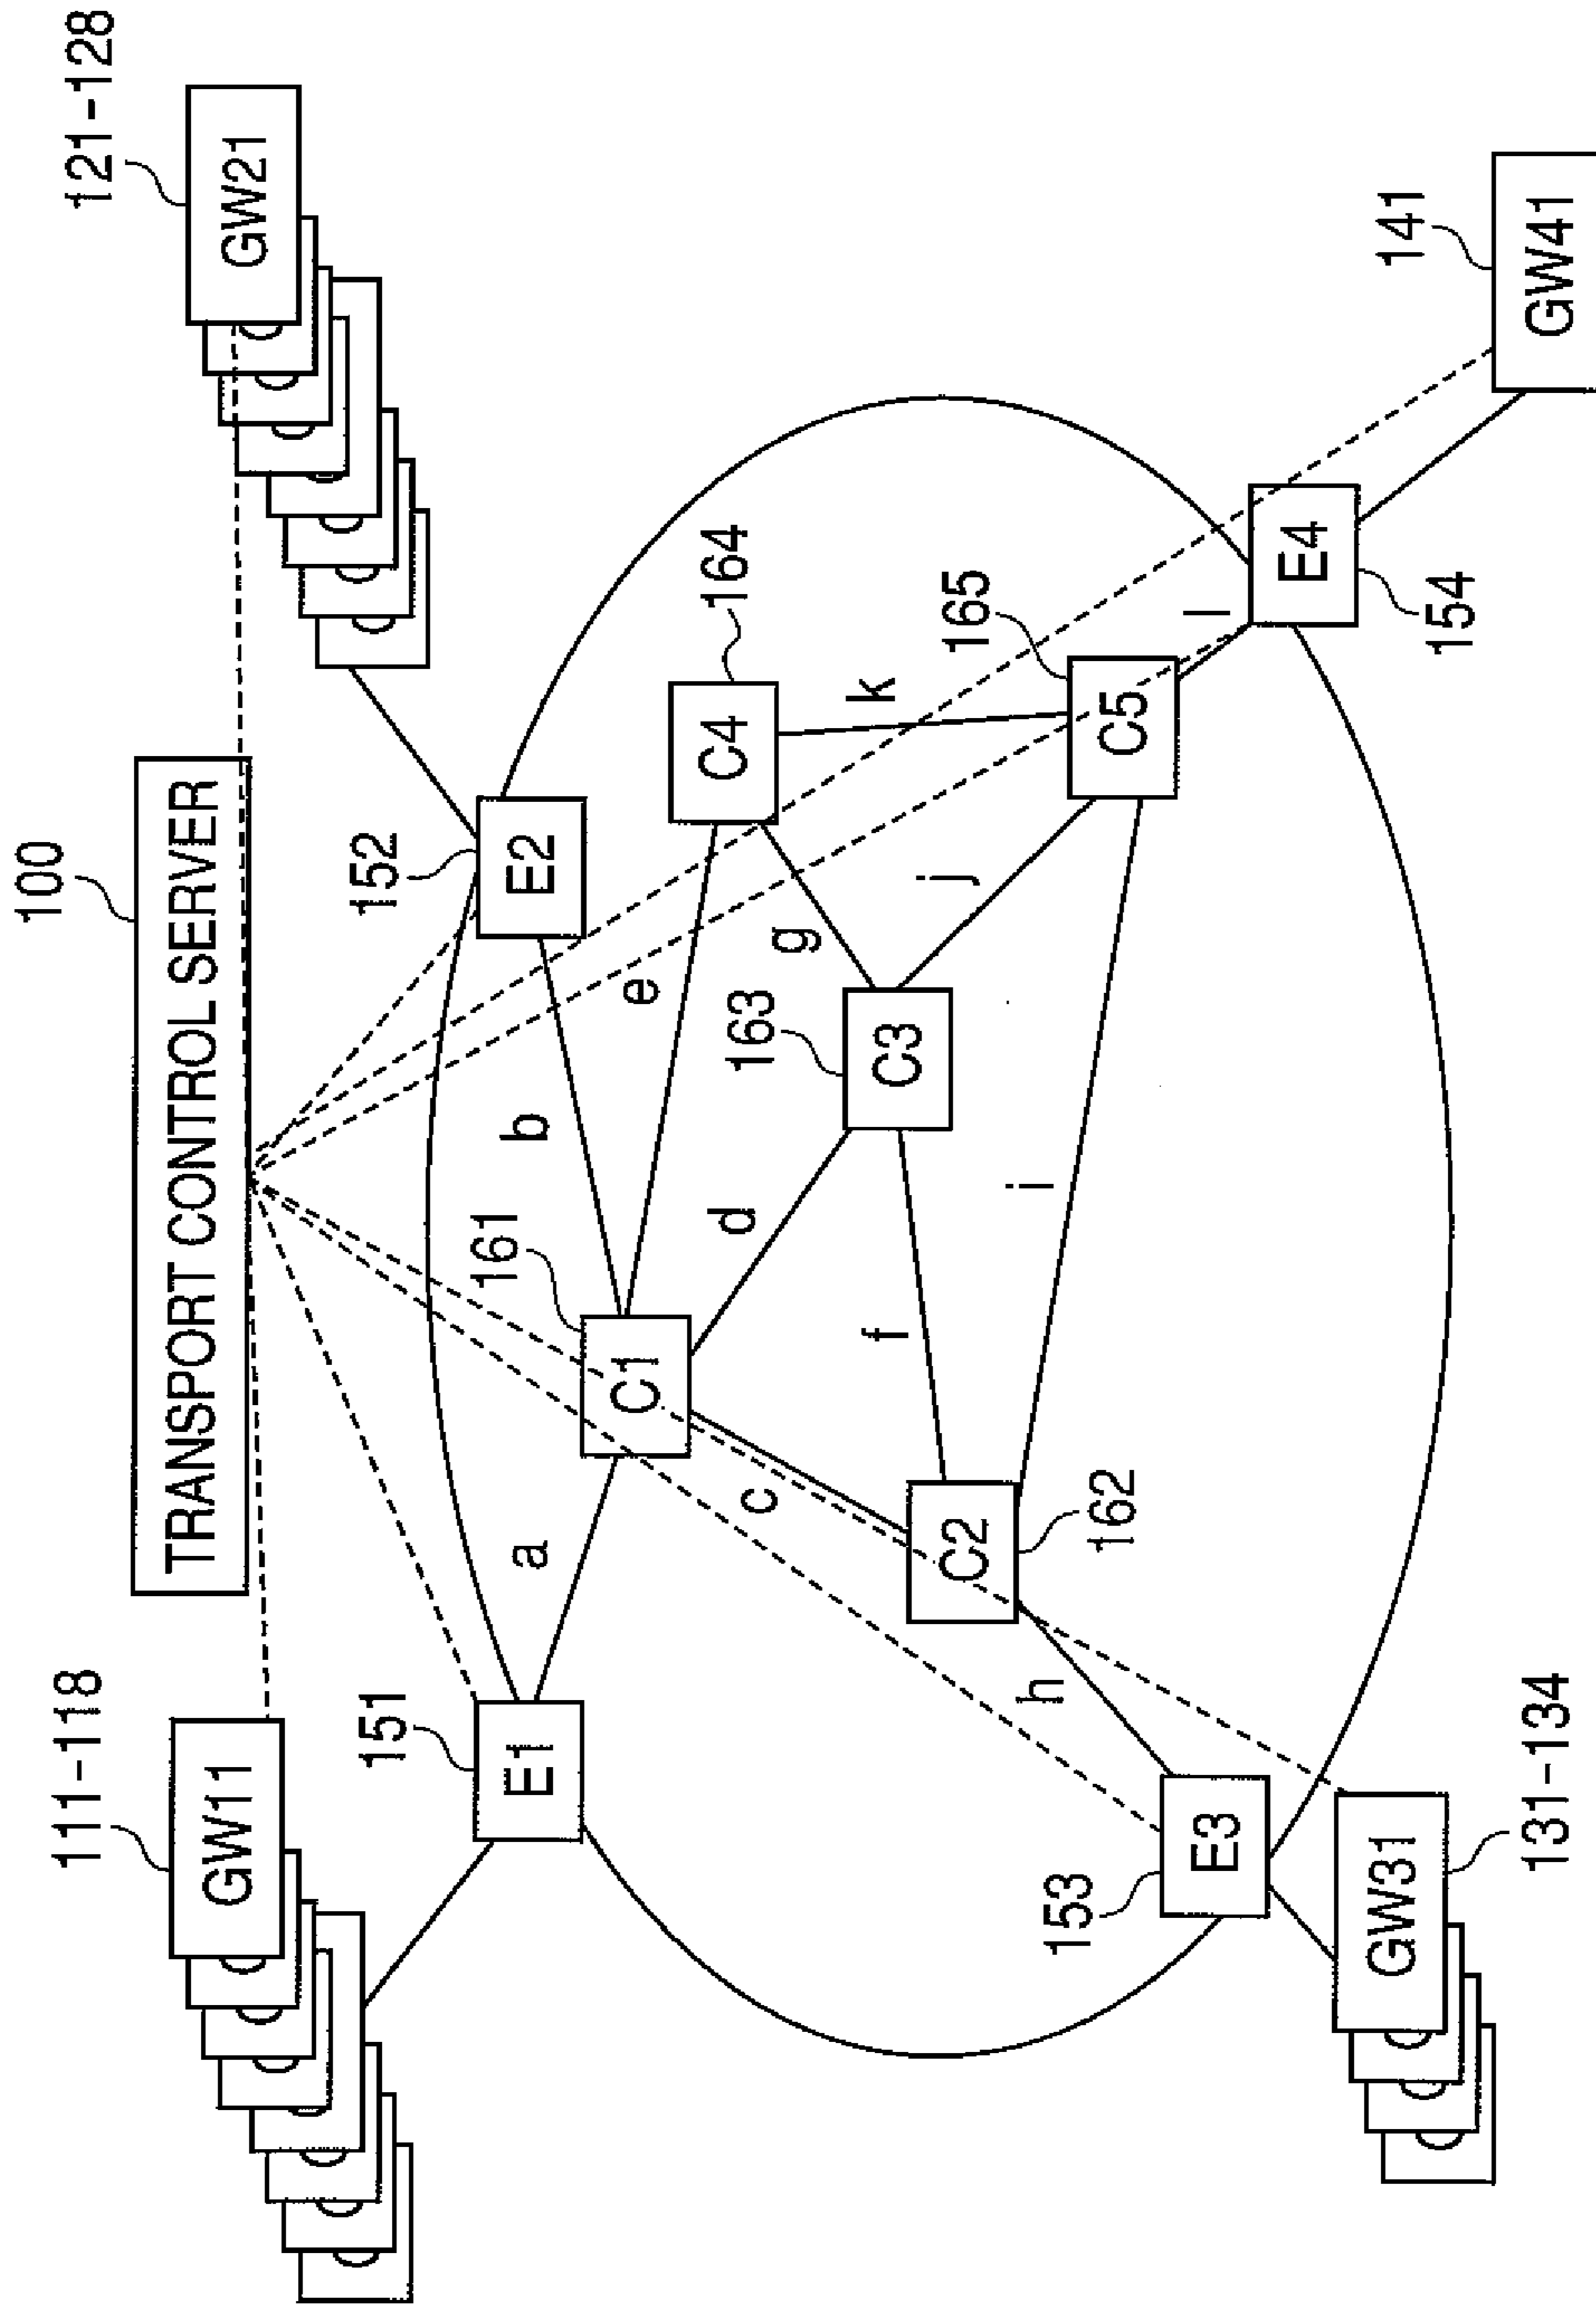 100
TRANSPORT CONTROL SERVER
111-118
GW11
121-128
GW21
151
E1
152
E2
a
b
161
C1
e
164
C4
c
d
g
k
163
C3
f
j
165
C5
162
C2
i
h
l
153
E3
E4
154
GW31
131-134
141
GW41